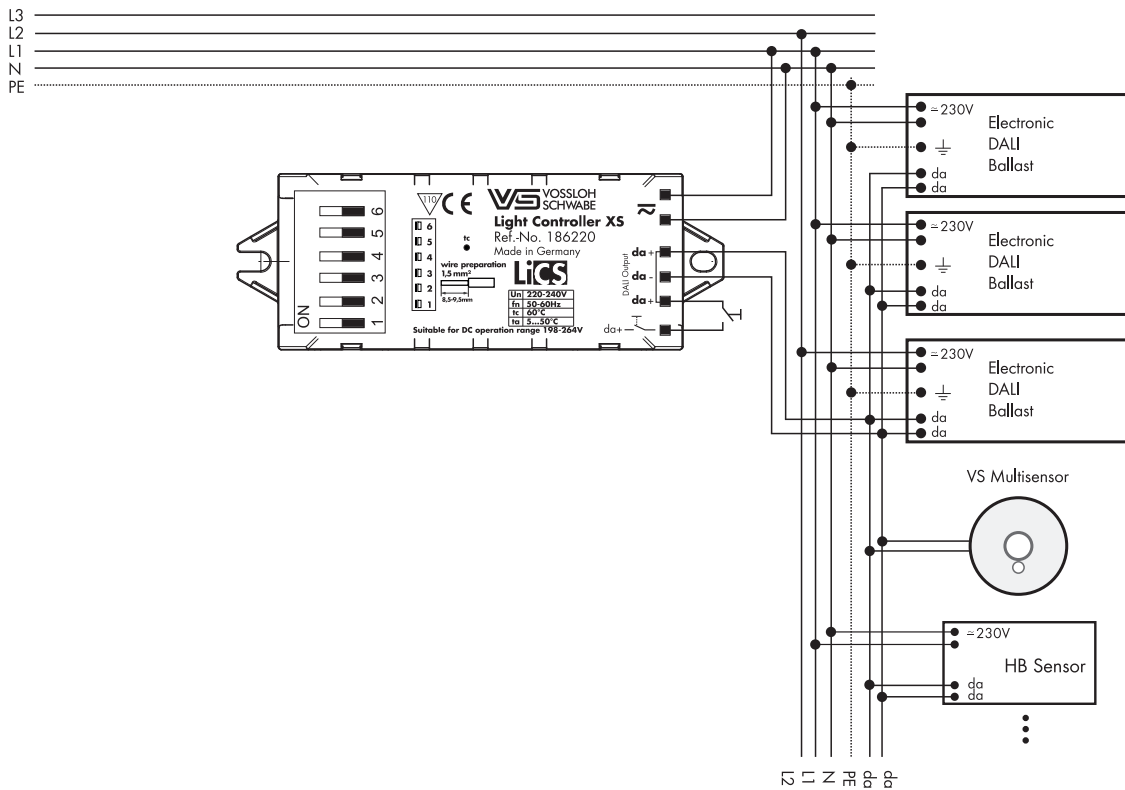 L3
L2
L1
N
PE
≂ 230V
Electronic
DALI
Ballast
da
da
≂ 230V
Electronic
DALI
Ballast
da
da
≂ 230V
Electronic
DALI
Ballast
da
da
VS Multisensor
≂ 230V
HB Sensor
da
da
L2
L1
N
PE
da
da
ON
1
2
3
4
5
6
110
CE
VS VOSSLOH
SCHWABE
Light Controller XS
Ref.-No. 186220
Made in Germany
6
5
4
3
2
1
tc
wire preparation
1,5 mm²
8,5-9,5mm
LiCS
Un 220-240V
fn 50-60Hz
tc 60°C
ta 5...50°C
Suitable for DC operation range 198-264V
DALI Output
da +
da -
da +
da+